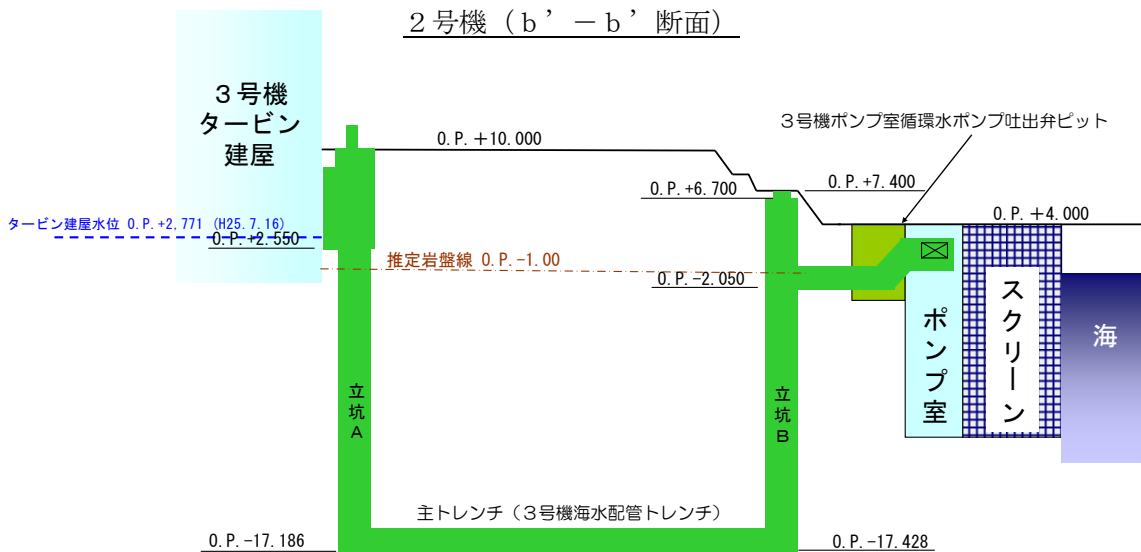 ２号機（ｂ’－ｂ’断面）
３号機
タービン
建屋
３号機ポンプ室循環水ポンプ吐出弁ピット
O.P.＋10.000
O.P.+6.700
O.P.+7.400
O.P.＋4.000
タービン建屋水位 O.P.+2,771 (H25.7.16)
O.P.+2.550
推定岩盤線 O.P.-1.00
O.P.-2.050
スクリーン
ポンプ室
海
立坑Ａ
立坑Ｂ
主トレンチ（３号機海水配管トレンチ）
O.P.-17.186
O.P.-17.428